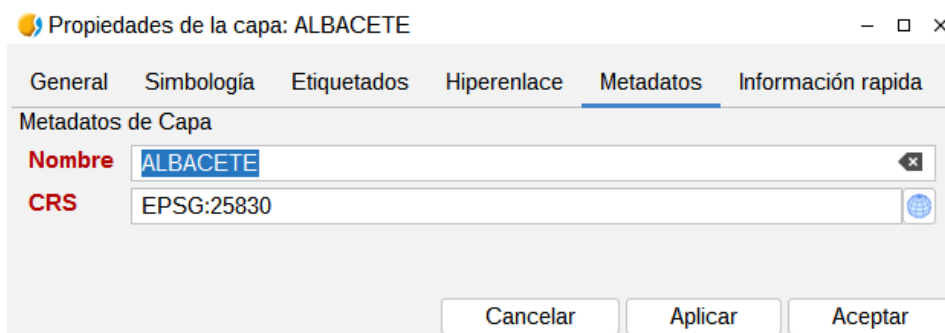 Propiedades de la capa: ALBACETE
General Simbología Etiquetados Hiperenlace Metadatos Información rapida
Metadatos de Capa
Nombre ALBACETE
CRS EPSG:25830
Cancelar Aplicar Aceptar